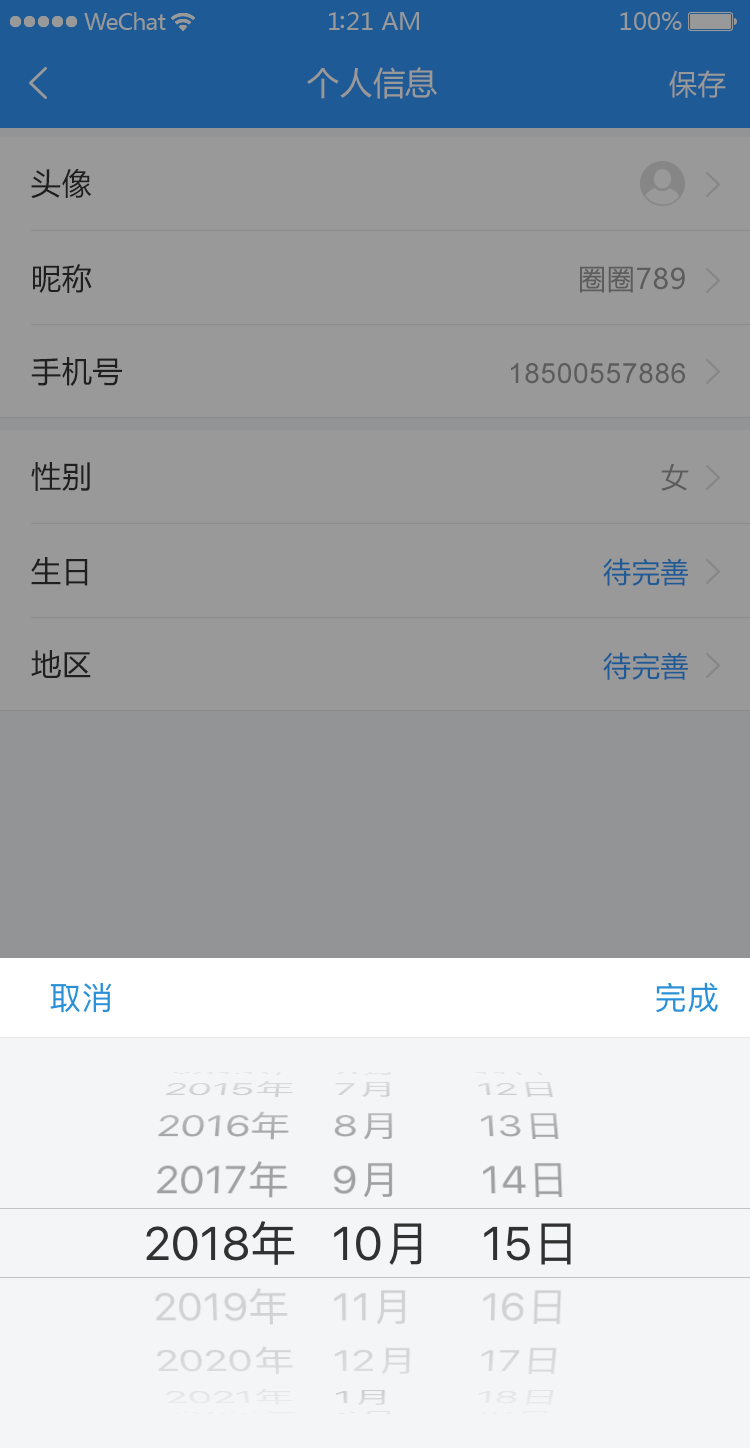 WeChat 1:21 AM 100%
个人信息 保存
头像
昵称 圈圈789
手机号 18500557886
性别 女
生日 待完善
地区 待完善
取消 完成
2015年 7月 12日
2016年 8月 13日
2017年 9月 14日
2018年 10月 15日
2019年 11月 16日
2020年 12月 17日
2021年 1月 18日